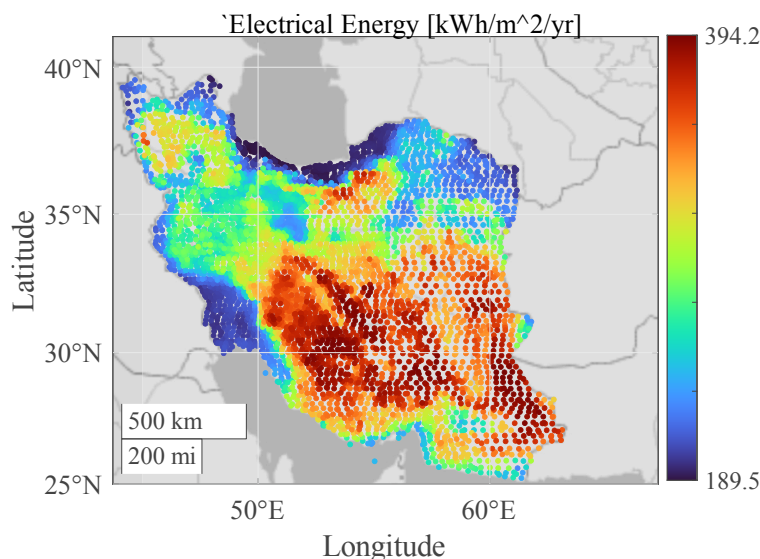 `Electrical Energy [kWh/m^2/yr]
394.2
40°N
35°N
Latitude
30°N
500 km
200 mi
25°N
189.5
50°E
60°E
Longitude